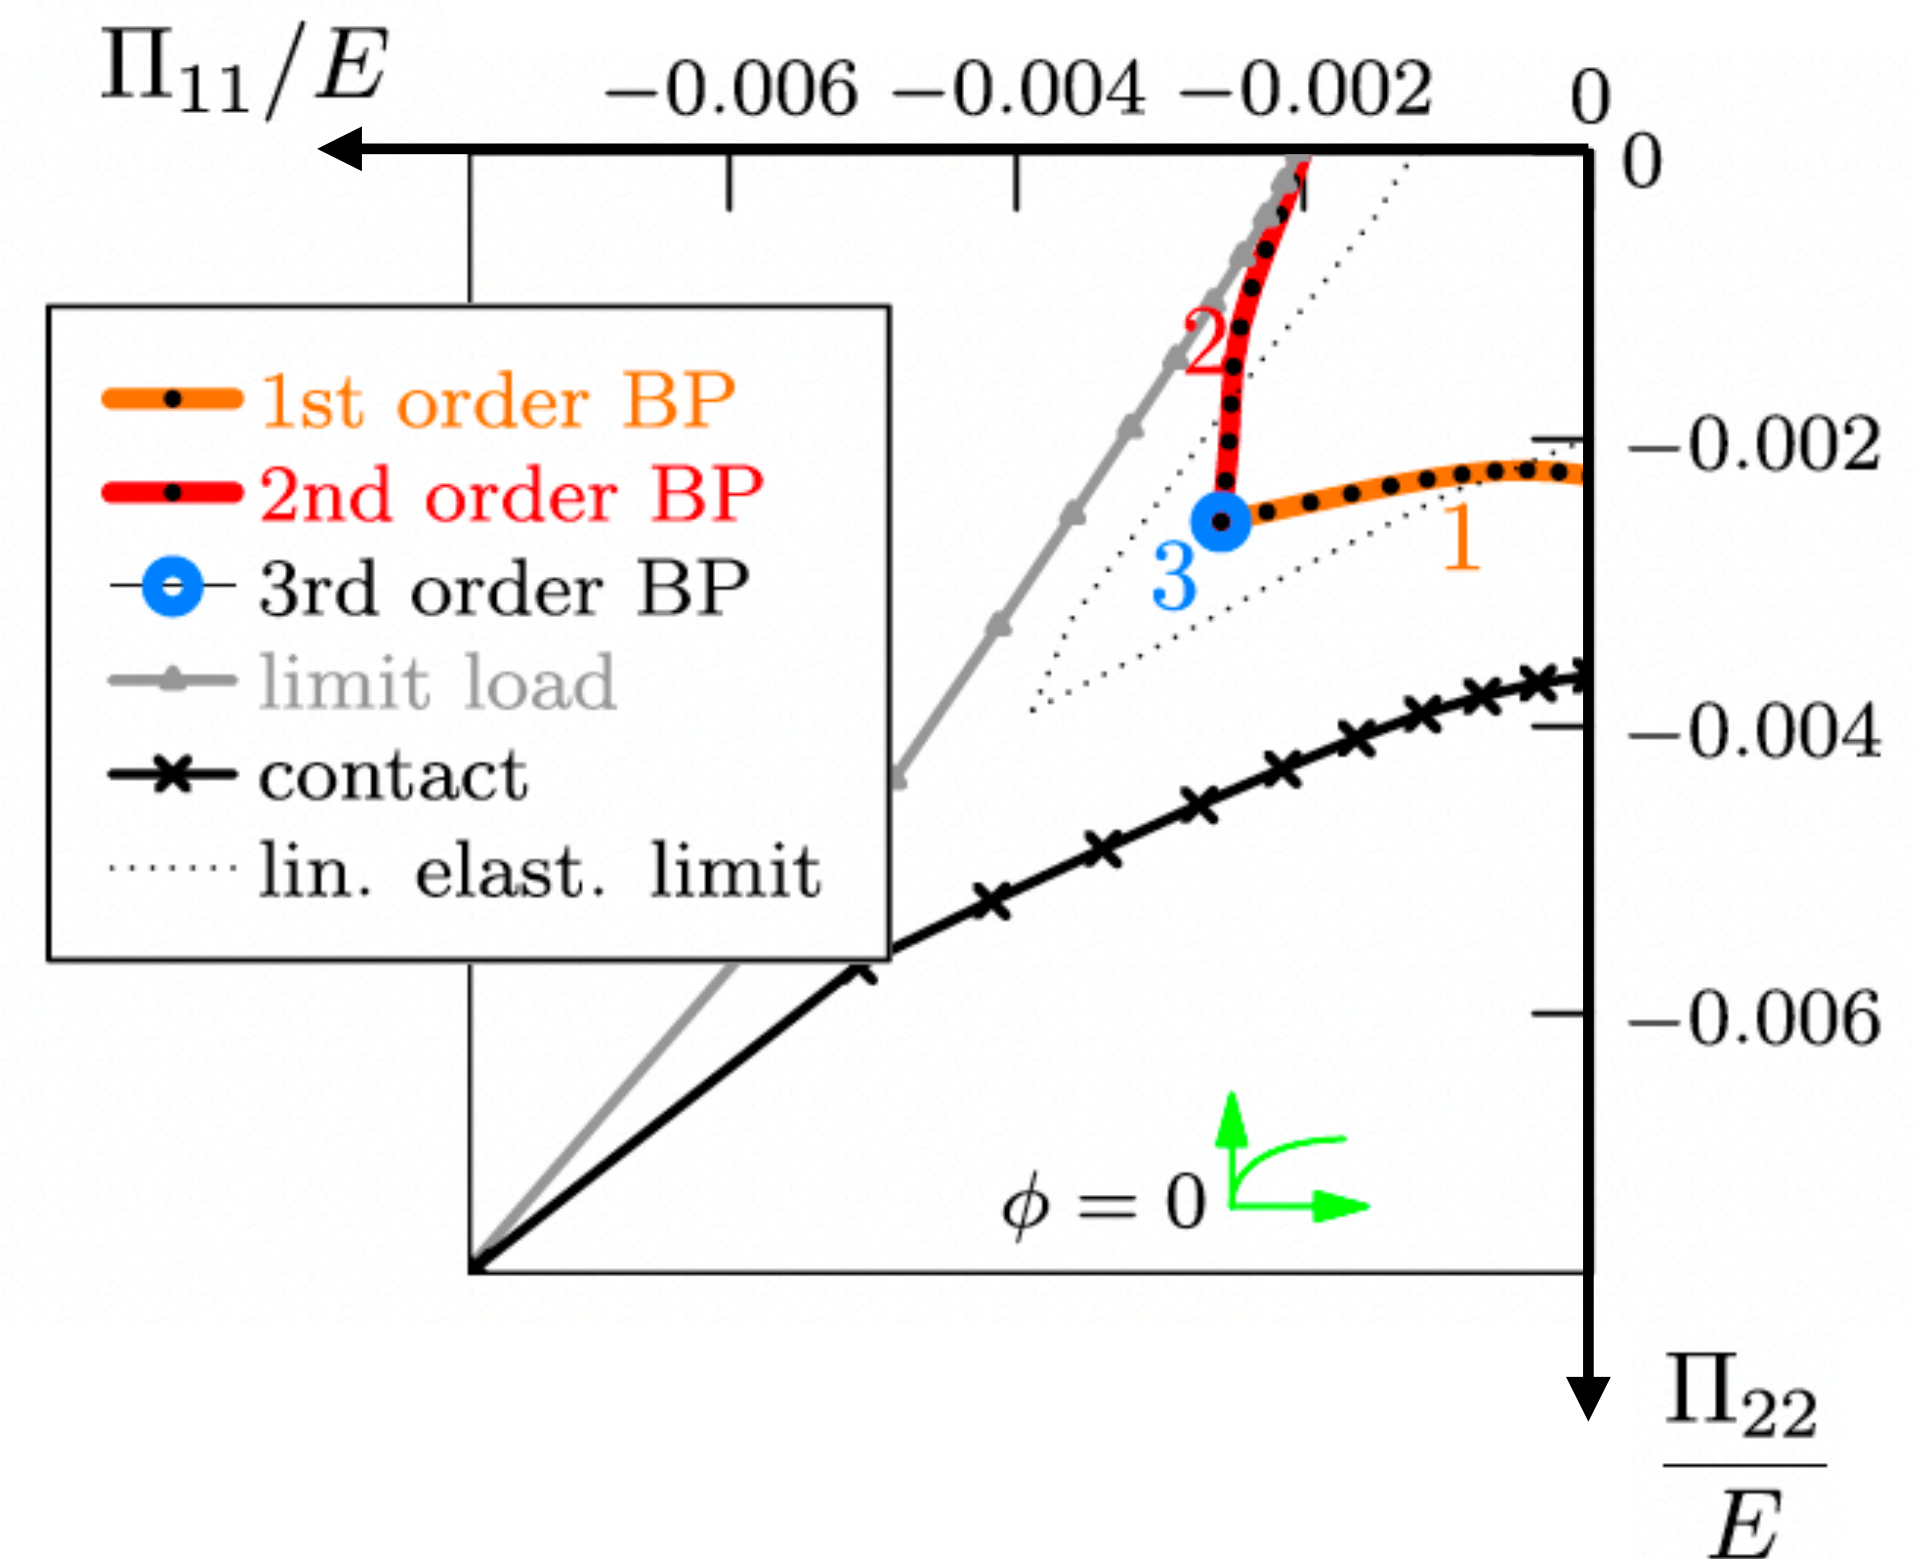 Π₁₁/E
−0.006 −0.004 −0.002 0
0
2
1st order BP
2nd order BP
3rd order BP
limit load
contact
lin. elast. limit
−0.002
1
3
−0.004
−0.006
ϕ = 0
Π₂₂
E